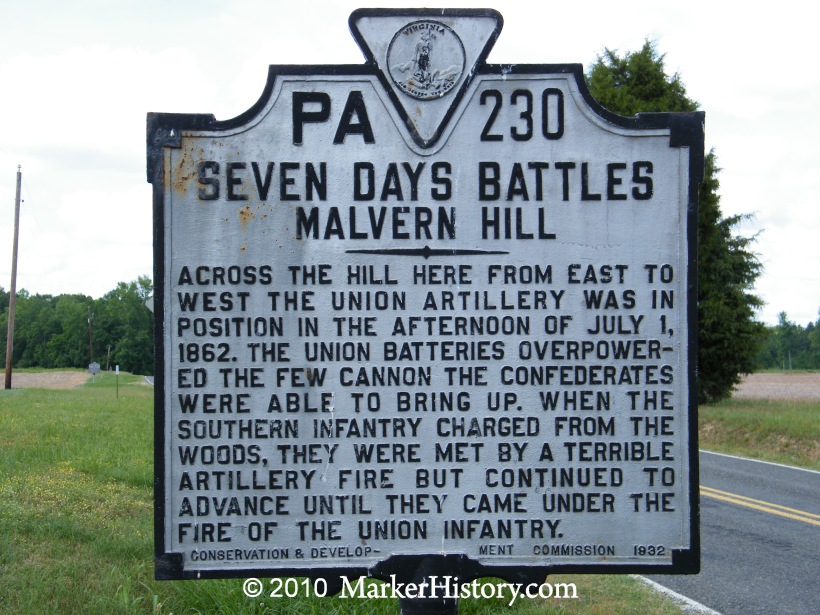 VIRGINIA
PA 230
SEVEN DAYS BATTLES
MALVERN HILL
ACROSS THE HILL HERE FROM EAST TO
WEST THE UNION ARTILLERY WAS IN
POSITION IN THE AFTERNOON OF JULY 1,
1862. THE UNION BATTERIES OVERPOWER-
ED THE FEW CANNON THE CONFEDERATES
WERE ABLE TO BRING UP. WHEN THE
SOUTHERN INFANTRY CHARGED FROM THE
WOODS, THEY WERE MET BY A TERRIBLE
ARTILLERY FIRE BUT CONTINUED TO
ADVANCE UNTIL THEY CAME UNDER THE
FIRE OF THE UNION INFANTRY.
CONSERVATION & DEVELOP- MENT COMMISSION 1932
© 2010 MarkerHistory.com